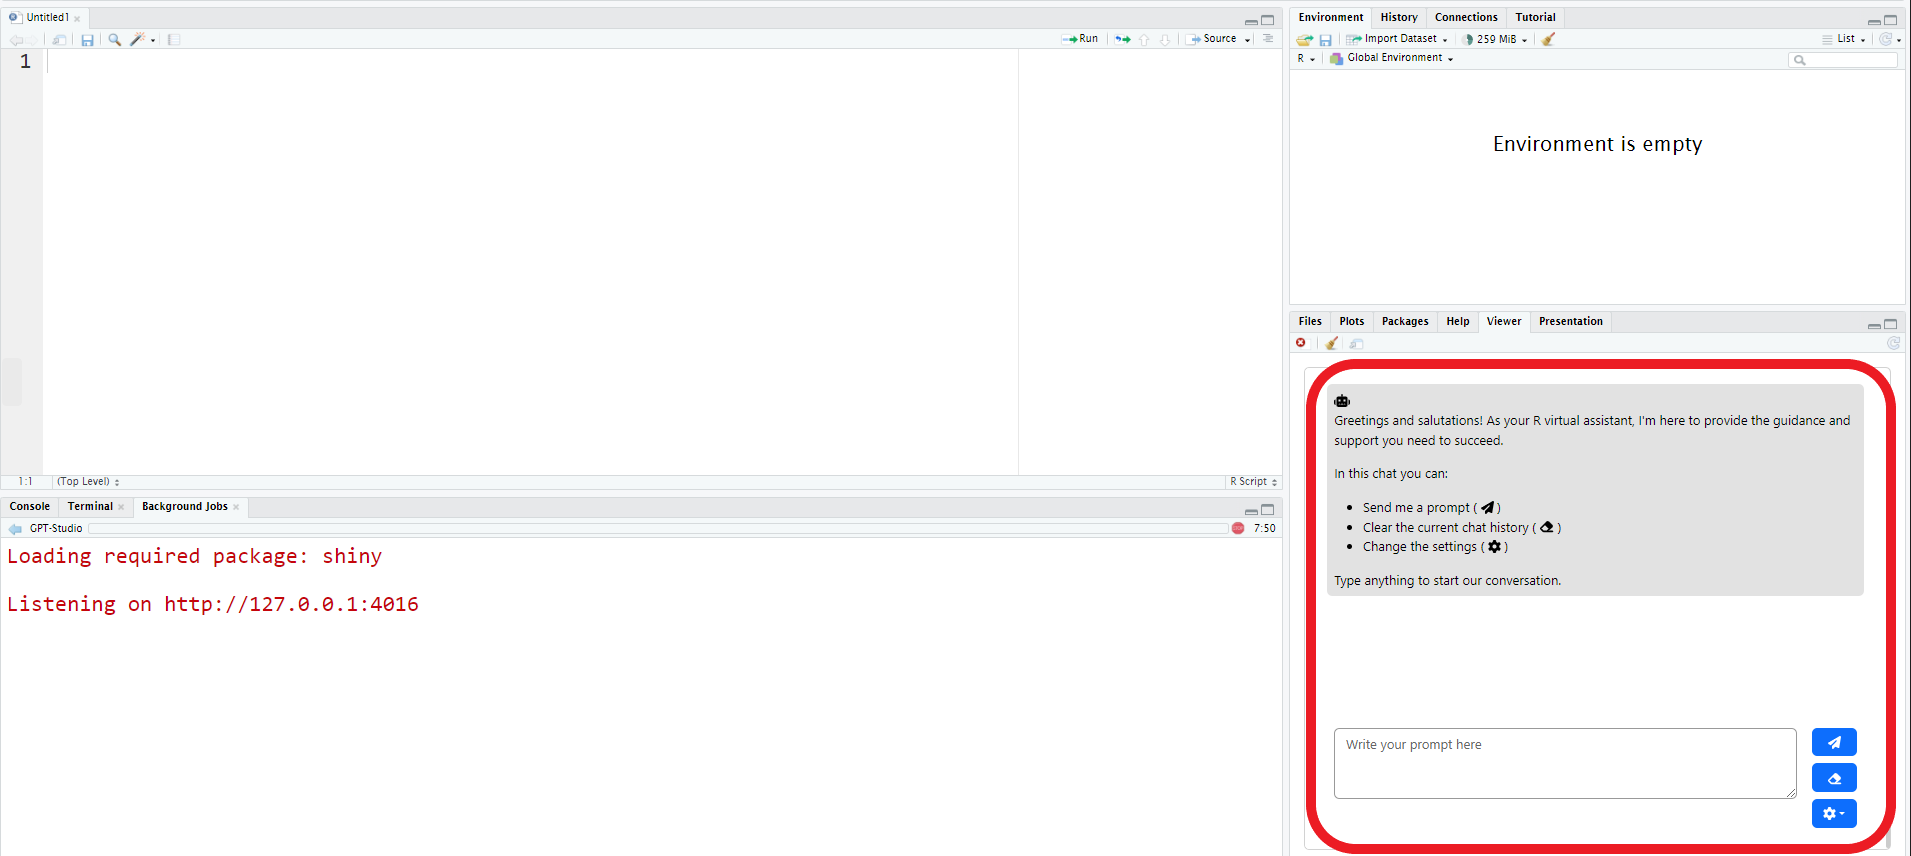 Untitled1
Run
Source
1
1:1
(Top Level)
R Script
Console
Terminal
Background Jobs
GPT-Studio
7:50
Loading required package: shiny
Listening on http://127.0.0.1:4016
Environment
History
Connections
Tutorial
Import Dataset
259 MiB
List
R
Global Environment
Environment is empty
Files
Plots
Packages
Help
Viewer
Presentation
Greetings and salutations! As your R virtual assistant, I'm here to provide the guidance and
support you need to succeed.
In this chat you can:
• Send me a prompt ( )
• Clear the current chat history ( )
• Change the settings ( )
Type anything to start our conversation.
Write your prompt here